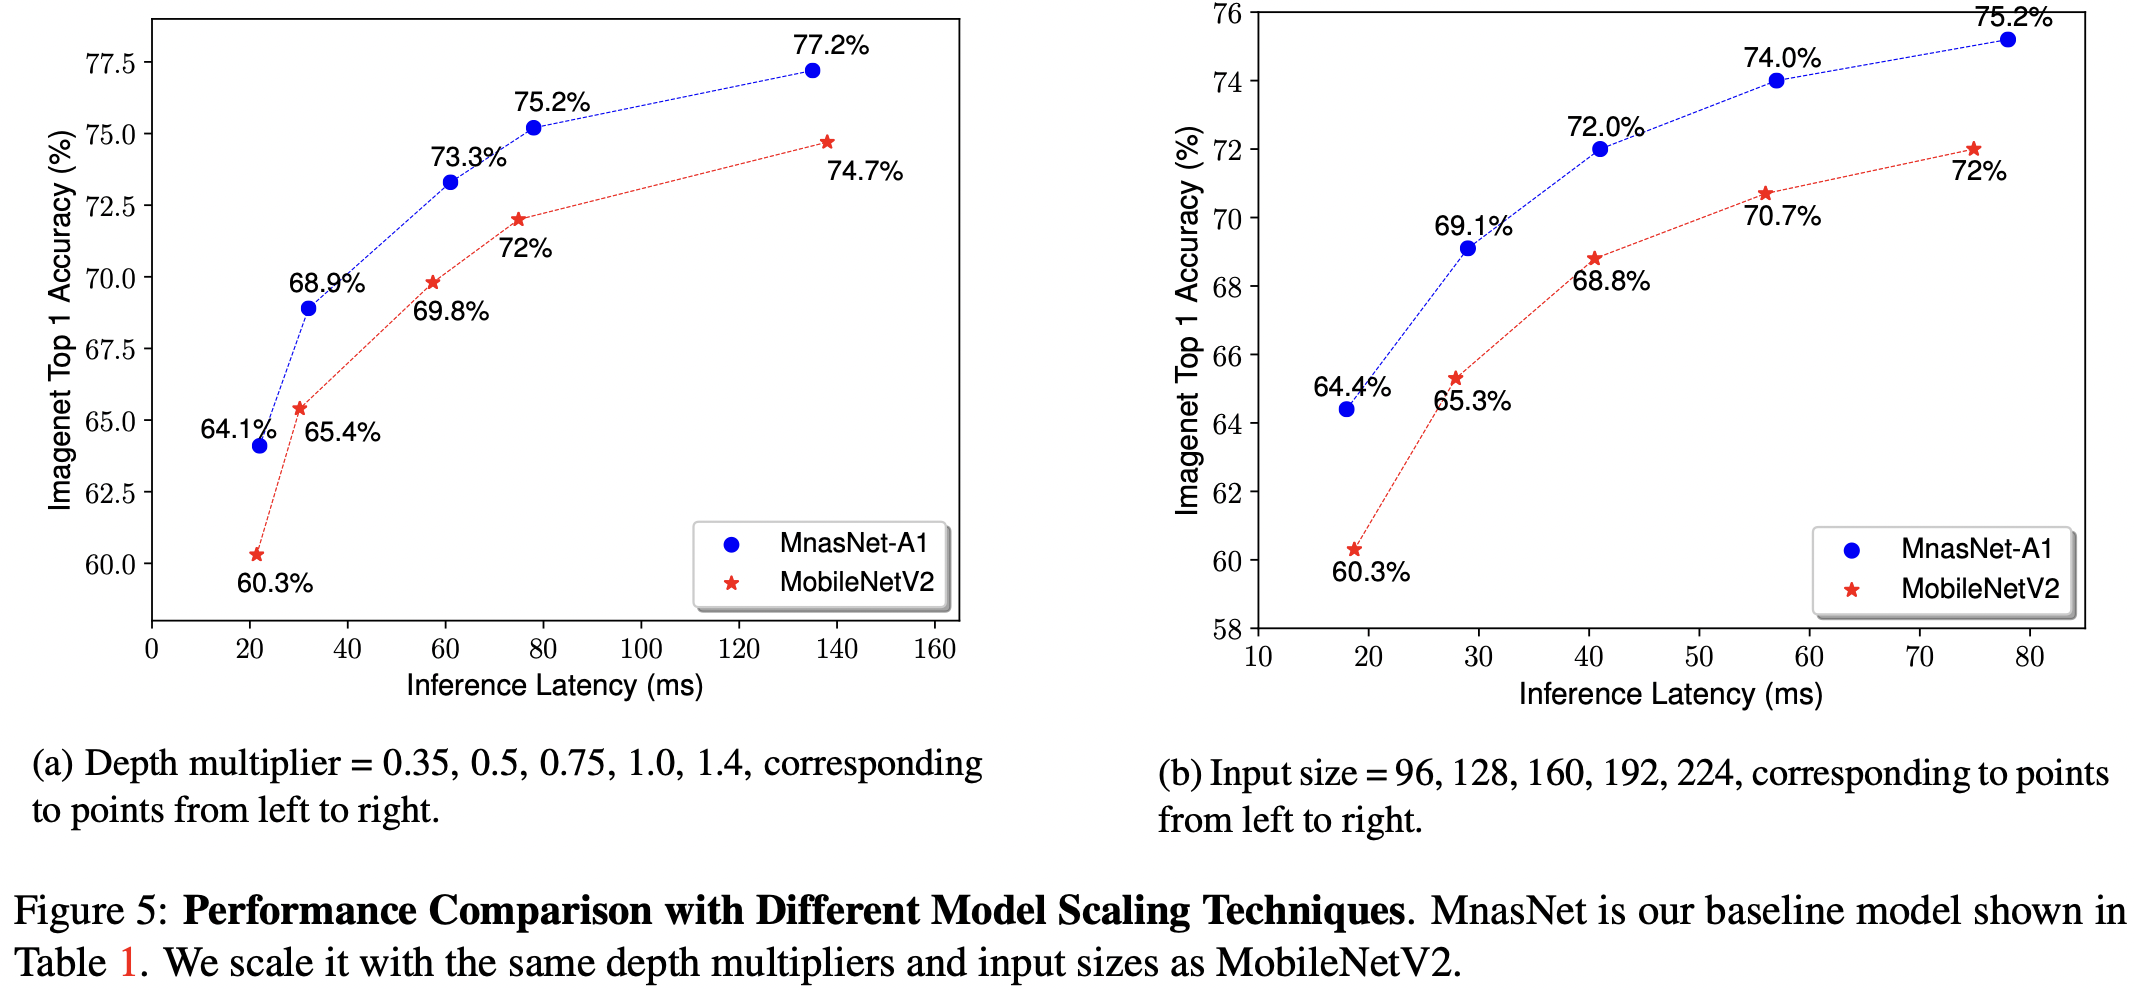 77.5
75.0
72.5
70.0
67.5
65.0
62.5
60.0
Imagenet Top 1 Accuracy (%)
77.2%
75.2%
73.3%
74.7%
72%
68.9%
69.8%
64.1%
65.4%
60.3%
MnasNet-A1
MobileNetV2
0 20 40 60 80 100 120 140 160
Inference Latency (ms)
(a) Depth multiplier = 0.35, 0.5, 0.75, 1.0, 1.4, corresponding
to points from left to right.
76
74
72
70
68
66
64
62
60
58
Imagenet Top 1 Accuracy (%)
75.2%
74.0%
72.0%
72%
69.1%
70.7%
68.8%
64.4%
65.3%
60.3%
MnasNet-A1
MobileNetV2
10 20 30 40 50 60 70 80
Inference Latency (ms)
(b) Input size = 96, 128, 160, 192, 224, corresponding to points
from left to right.
Figure 5: Performance Comparison with Different Model Scaling Techniques. MnasNet is our baseline model shown in
Table 1. We scale it with the same depth multipliers and input sizes as MobileNetV2.